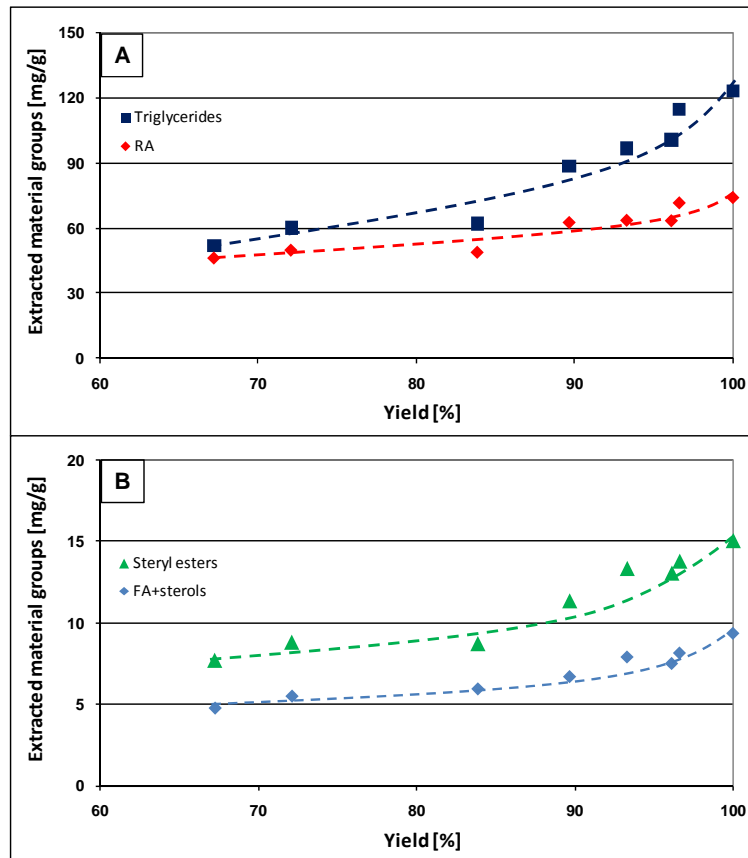 A
Extracted material groups [mg/g]
150
120
90
60
30
0
Triglycerides
RA
60
70
80
90
100
Yield [%]
B
Extracted material groups [mg/g]
20
15
10
5
0
Steryl esters
FA+sterols
60
70
80
90
100
Yield [%]